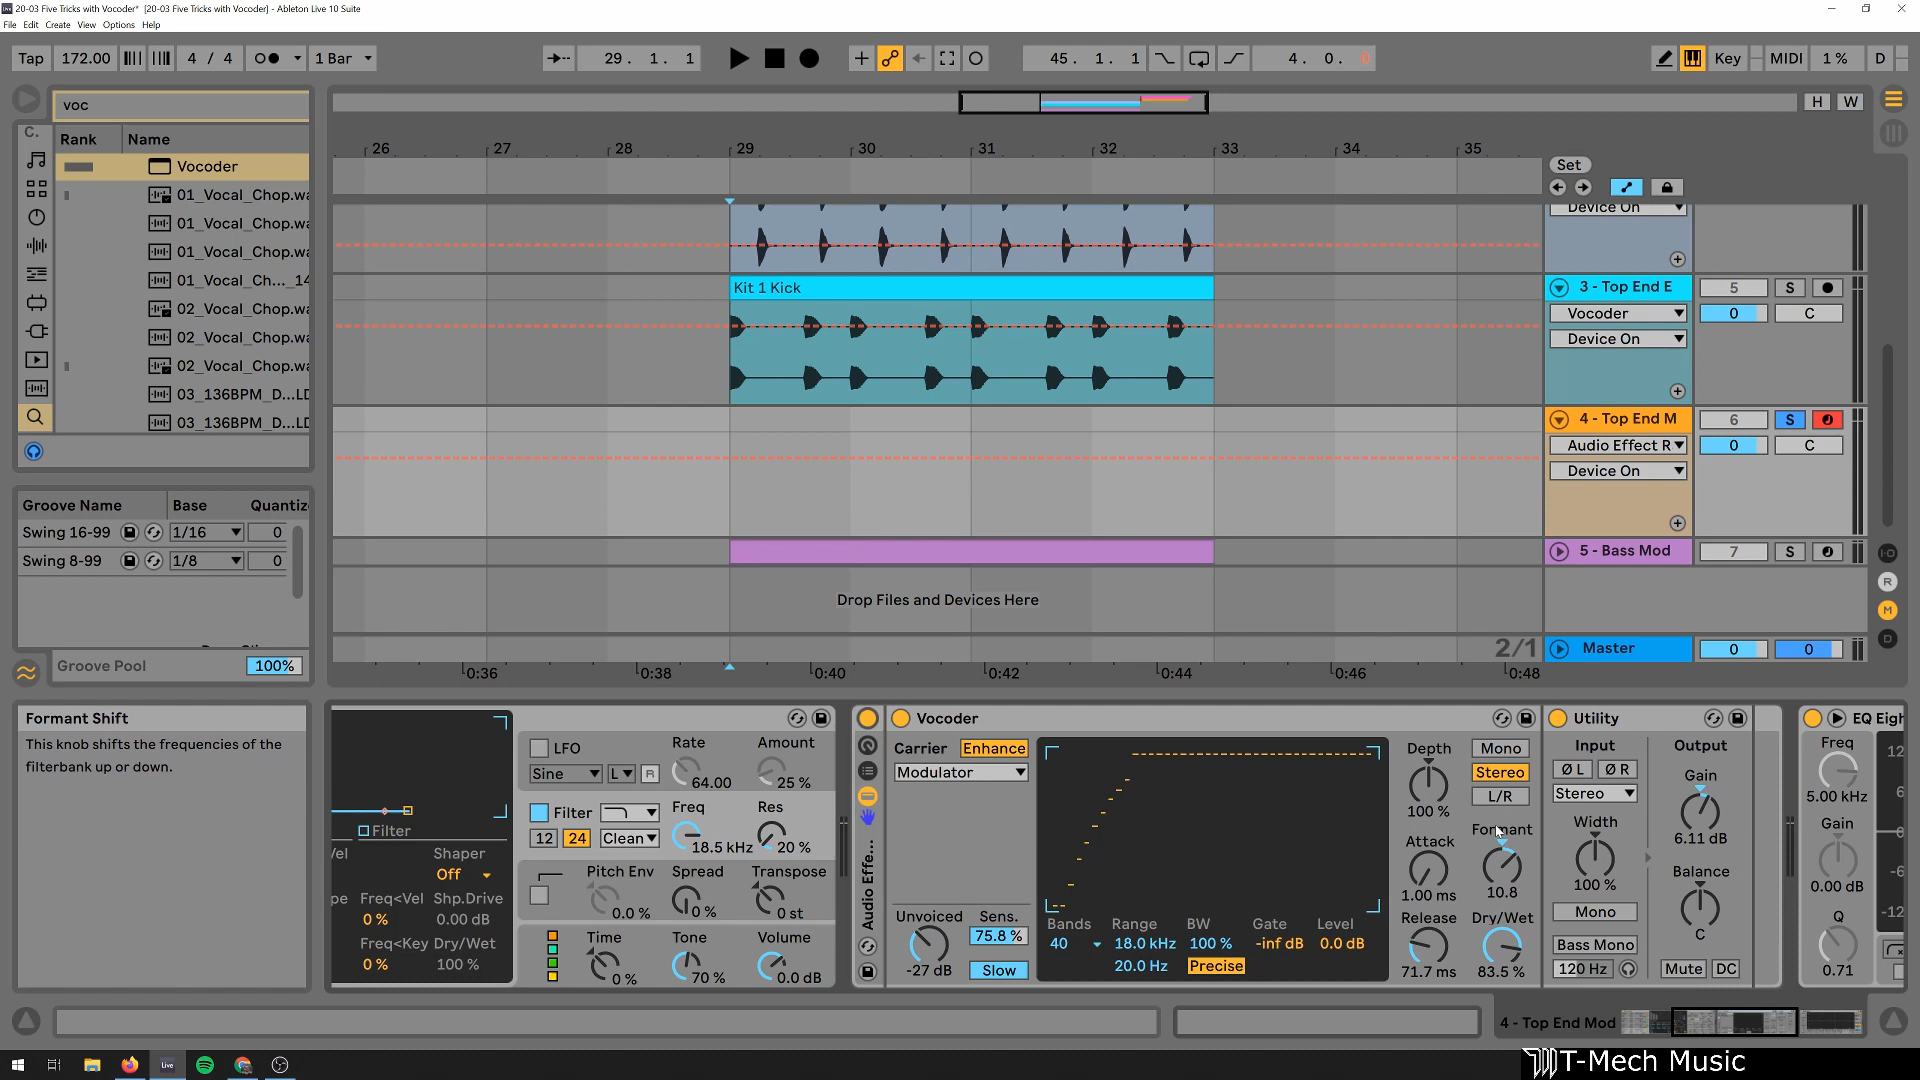 20-03 Five Tricks with Vocoder* [20-03 Five Tricks with Vocoder] - Ableton Live 10 Suite
File Edit Create View Options Help
Tap 172.00 4 / 4 1 Bar 29. 1. 1 45. 1. 1 4. 0. 0 Key MIDI 1 % D
voc
H W
C. Rank Name
26 27 28 29 30 31 32 33 34 35
Vocoder
Set
01_Vocal_Chop.wa
01_Vocal_Chop.wa
01_Vocal_Chop.wa
01_Vocal_Ch..._14
02_Vocal_Chop.wa
02_Vocal_Chop.wa
02_Vocal_Chop.wa
03_136BPM_D...LD
03_136BPM_D...LD
Device On
Kit 1 Kick 3 - Top End E 5 S
Vocoder 0 C
Device On
4 - Top End M 6 S
Audio Effect R 0 C
Device On
5 - Bass Mod 7 S
Drop Files and Devices Here
2/1 Master 0 0
0:36 0:38 0:40 0:42 0:44 0:46 0:48
I·O
R
M
D
Groove Name Base Quantiz
Swing 16-99 1/16 0
Swing 8-99 1/8 0
Groove Pool 100%
Formant Shift
This knob shifts the frequencies of the
filterbank up or down.
Filter
Vel Shaper
Off
pe Freq<Vel Shp.Drive
0 % 0.00 dB
Freq<Key Dry/Wet
0 % 100 %
LFO Rate Amount
Sine L R 64.00 25 %
Filter Freq Res
12 24 Clean 18.5 kHz 20 %
Pitch Env Spread Transpose
0.0 % 0 % 0 st
Time Tone Volume
0 % 70 % 0.0 dB
Audio Effe...
Vocoder
Carrier Enhance
Modulator
Unvoiced Sens.
75.8 %
-27 dB Slow
Bands Range BW Gate Level
40 18.0 kHz 100 % -inf dB 0.0 dB
20.0 Hz Precise
Depth Mono
Stereo
100 % L/R
Attack Formant
1.00 ms 10.8
Release Dry/Wet
71.7 ms 83.5 %
Utility
Input Output
Ø L Ø R Gain
Stereo
Width 6.11 dB
100 % Balance
Mono C
Bass Mono
120 Hz Mute DC
EQ Eigh
Freq 12
5.00 kHz 6
Gain 0
0.00 dB -6
Q -12
0.71
4 - Top End Mod
Live
T-Mech Music